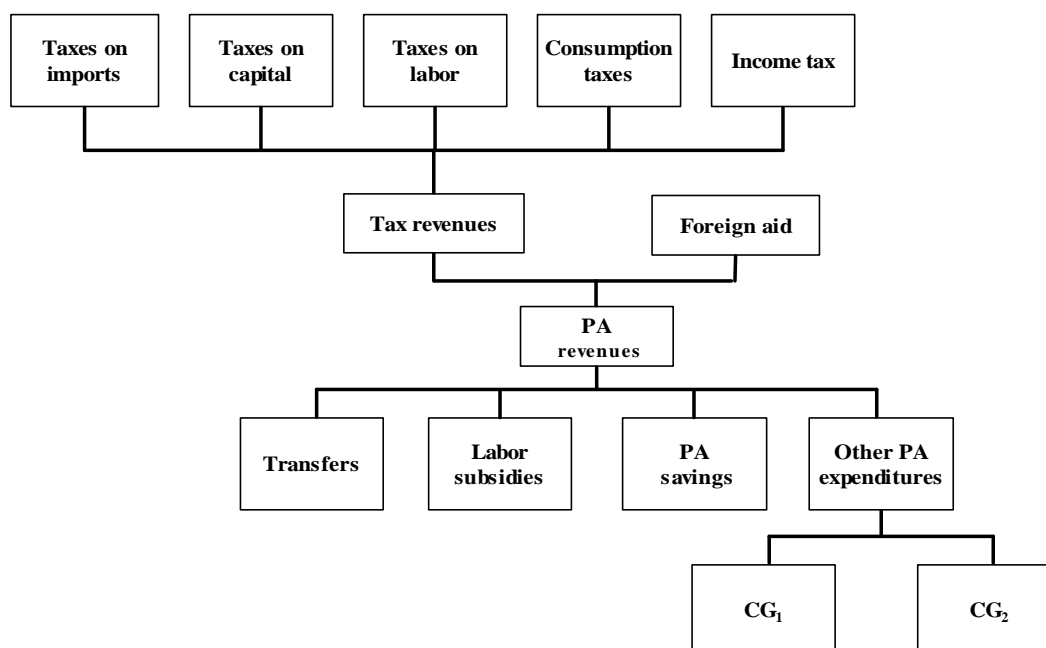 Taxes on
imports
Taxes on
capital
Taxes on
labor
Consumption
taxes
Income tax
Tax revenues
Foreign aid
PA
revenues
Transfers
Labor
subsidies
PA
savings
Other PA
expenditures
CG₁
CG₂